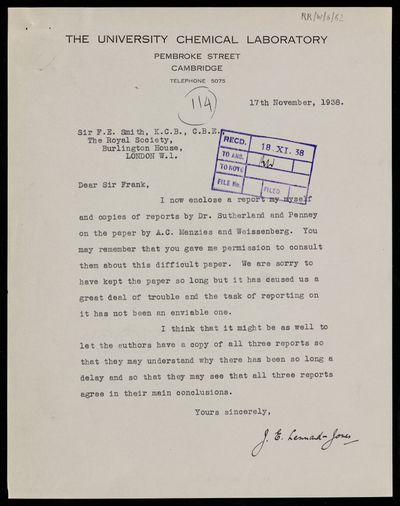 RR/W/6/62
THE UNIVERSITY CHEMICAL LABORATORY
PEMBROKE STREET
CAMBRIDGE
TELEPHONE 5075
114
17th November, 1938.
Sir F.E. Smith, K.C.B., C.B.E.
The Royal Society,
Burlington House,
LONDON W.1.
RECD. 18.XI.38
TO ANS.
TO NOTE
FILE No. FILED
Dear Sir Frank,
I now enclose a report my myself
and copies of reports by Dr. Sutherland and Penney
on the paper by A.C. Menzies and Weissenberg. You
may remember that you gave me permission to consult
them about this difficult paper. We are sorry to
have kept the paper so long but it has caused us a
great deal of trouble and the task of reporting on
it has not been an enviable one.
I think that it might be as well to
let the authors have a copy of all three reports so
that they may understand why there has been so long a
delay and so that they may see that all three reports
agree in their main conclusions.
Yours sincerely,
J. E. Lennard-Jones